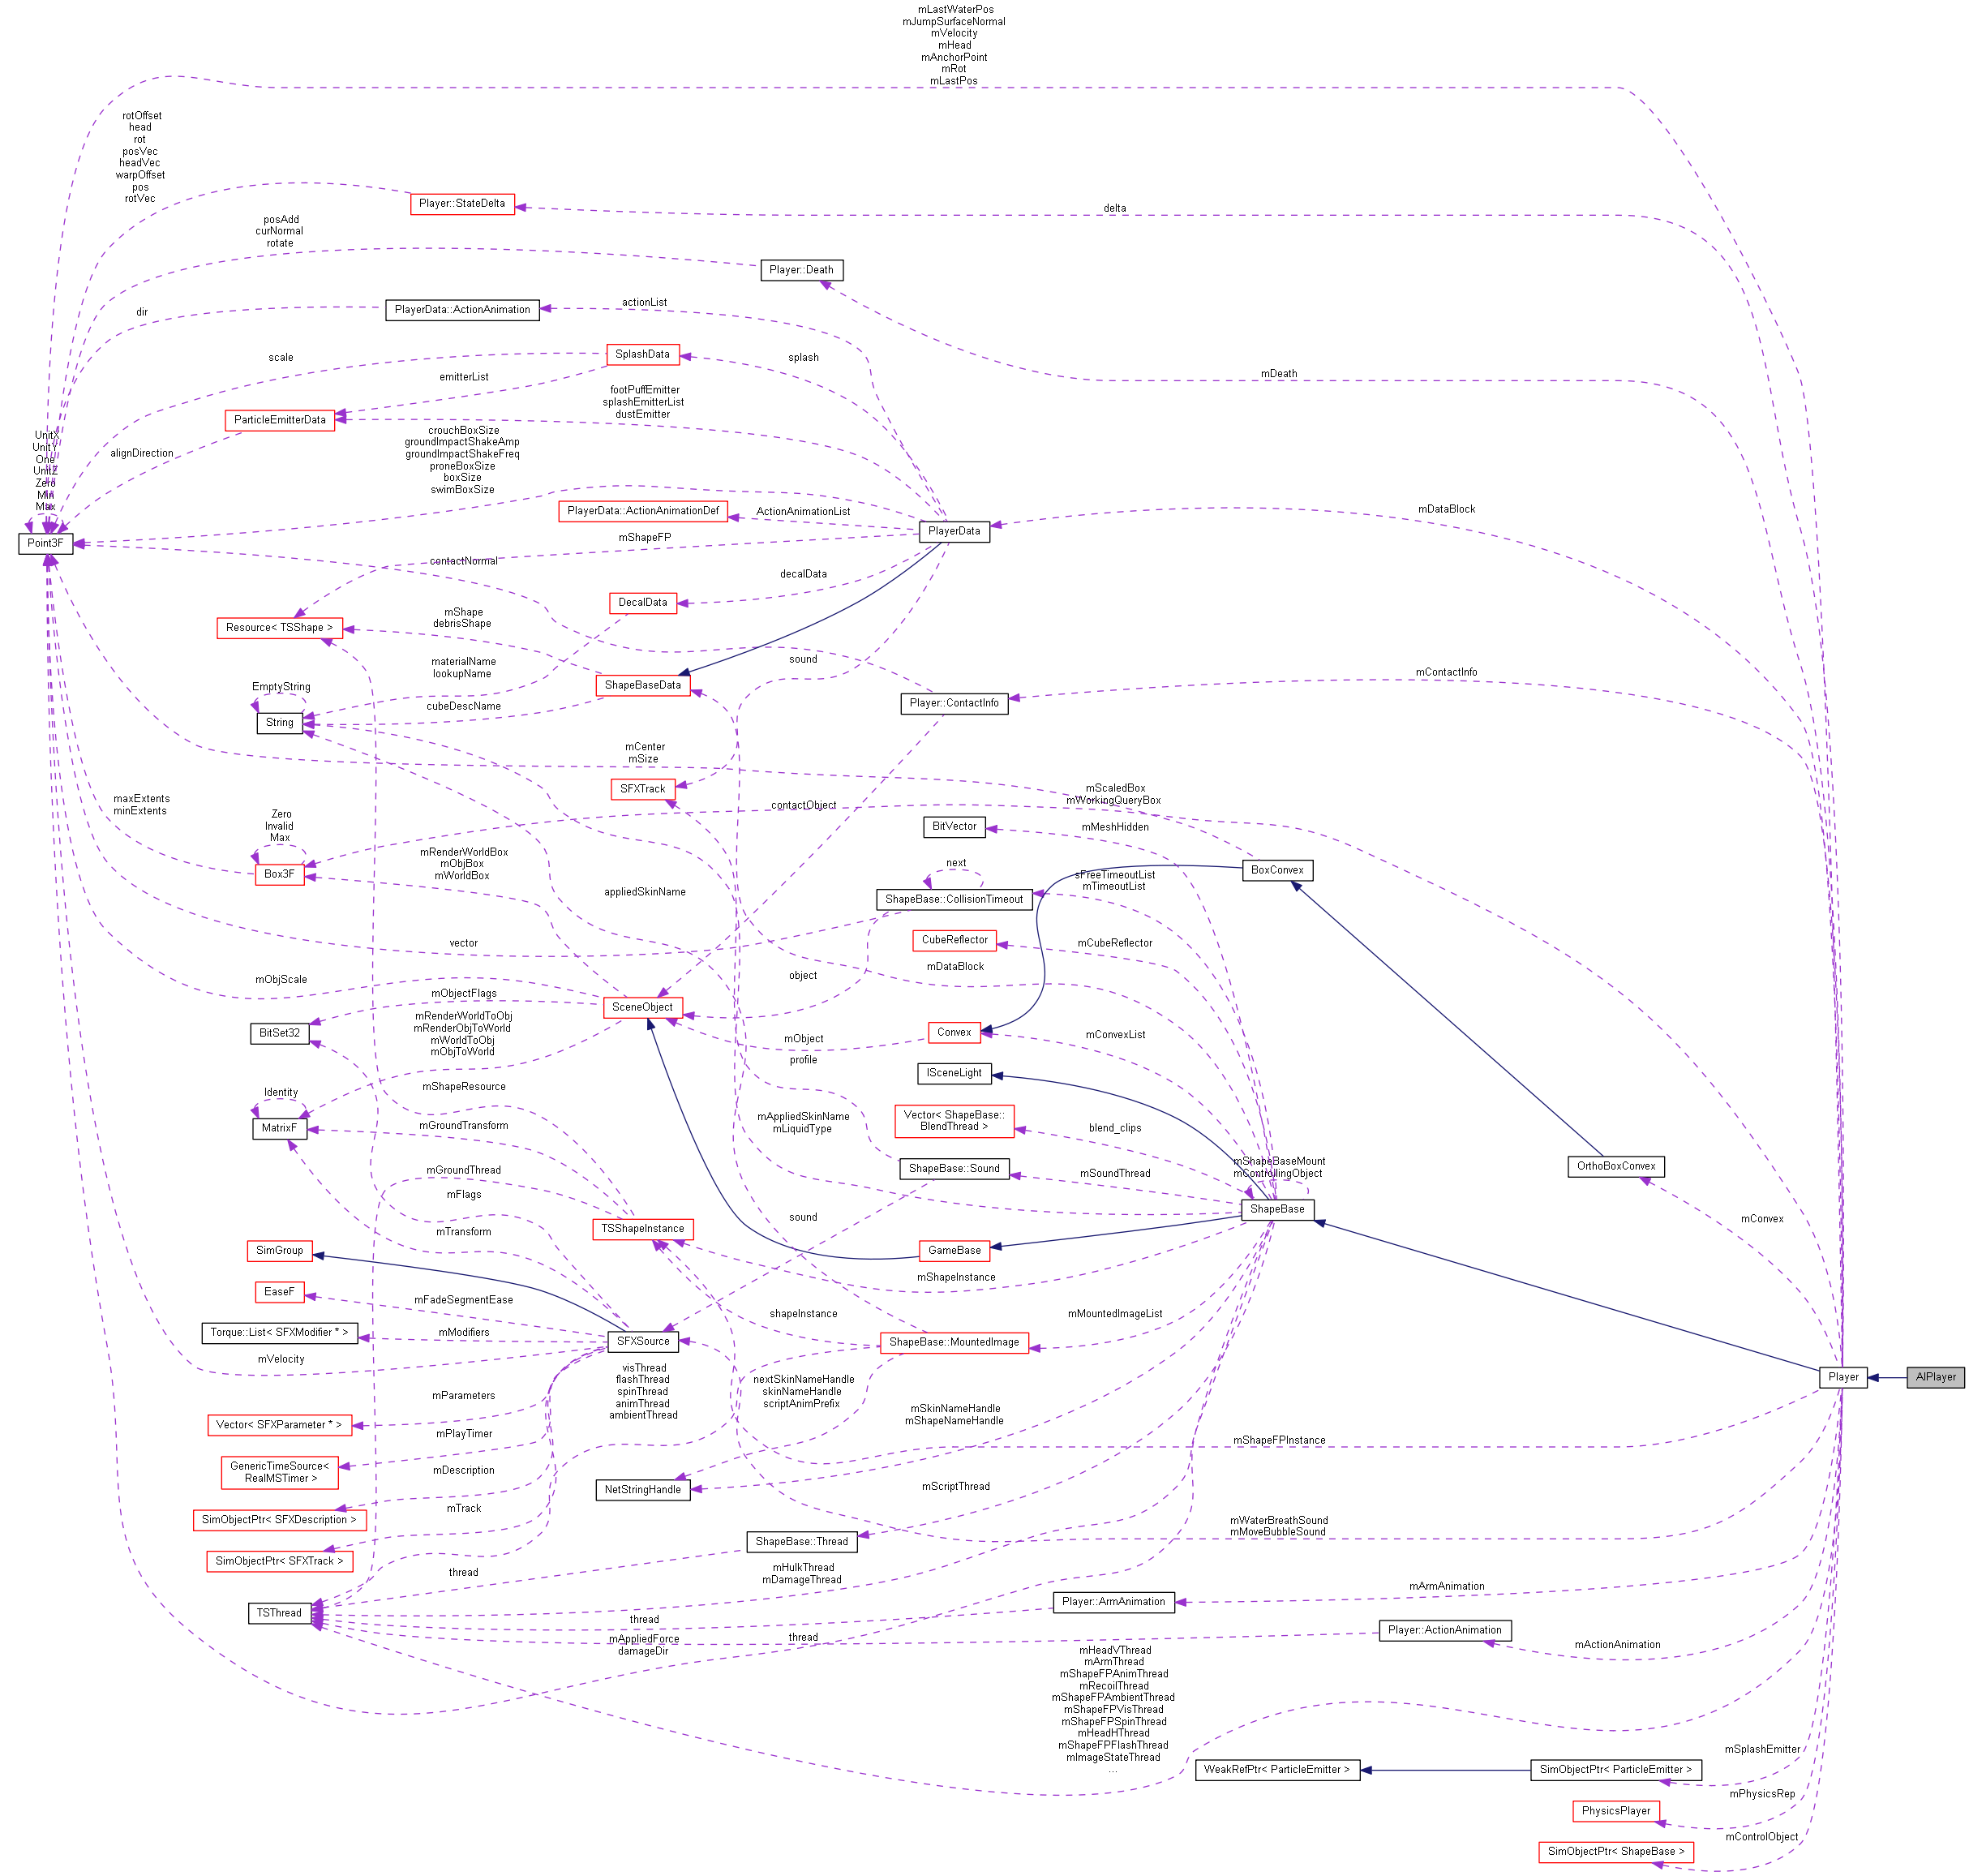 mLastWaterPos
mJumpSurfaceNormal
mVelocity
mHead
mAnchorPoint
mRot
mLastPos
rotOffset
head
rot
posVec
headVec
warpOffset
pos
rotVec
Player::StateDelta
delta
posAdd
curNormal
rotate
Player::Death
mDeath
dir
PlayerData::ActionAnimation
actionList
scale
SplashData
splash
emitterList
footPuffEmitter
splashEmitterList
dustEmitter
ParticleEmitterData
alignDirection
UnitX
UnitY
One
UnitZ
Zero
Min
Max
Point3F
crouchBoxSize
groundImpactShakeAmp
groundImpactShakeFreq
proneBoxSize
boxSize
swimBoxSize
PlayerData::ActionAnimationDef
ActionAnimationList
PlayerData
mDataBlock
mShapeFP
contactNormal
decalData
DecalData
Resource< TSShape >
mShape
debrisShape
materialName
lookupName
sound
mContactInfo
ShapeBaseData
EmptyString
String
cubeDescName
Player::ContactInfo
mCenter
mSize
SFXTrack
maxExtents
minExtents
Zero
Invalid
Max
Box3F
contactObject
mScaledBox
mWorkingQueryBox
BitVector
mMeshHidden
mRenderWorldBox
mObjBox
mWorldBox
appliedSkinName
next
ShapeBase::CollisionTimeout
sFreeTimeoutList
mTimeoutList
BoxConvex
vector
CubeReflector
mCubeReflector
mObjScale
object
mDataBlock
mObjectFlags
SceneObject
BitSet32
mRenderWorldToObj
mRenderObjToWorld
mWorldToObj
mObjToWorld
mObject
Convex
mConvexList
profile
ISceneLight
Identity
MatrixF
mShapeResource
mGroundTransform
mAppliedSkinName
mLiquidType
Vector< ShapeBase::
BlendThread >
blend_clips
mGroundThread
mFlags
ShapeBase::Sound
mSoundThread
mShapeBaseMount
mControllingObject
ShapeBase
OrthoBoxConvex
mConvex
mTransform
TSShapeInstance
sound
SimGroup
GameBase
mShapeInstance
EaseF
mFadeSegmentEase
shapeInstance
mMountedImageList
Torque::List< SFXModifier * >
mModifiers
SFXSource
ShapeBase::MountedImage
mVelocity
visThread
flashThread
spinThread
animThread
ambientThread
nextSkinNameHandle
skinNameHandle
scriptAnimPrefix
Player
AIPlayer
mParameters
Vector< SFXParameter * >
mSkinNameHandle
mShapeNameHandle
mPlayTimer
mShapeFPInstance
GenericTimeSource<
RealMSTimer >
mDescription
NetStringHandle
mScriptThread
SimObjectPtr< SFXDescription >
mTrack
mWaterBreathSound
mMoveBubbleSound
ShapeBase::Thread
SimObjectPtr< SFXTrack >
thread
mHulkThread
mDamageThread
mArmAnimation
TSThread
Player::ArmAnimation
thread
Player::ActionAnimation
mActionAnimation
mAppliedForce
damageDir
thread
mHeadVThread
mArmThread
mShapeFPAnimThread
mRecoilThread
mShapeFPAmbientThread
mShapeFPVisThread
mShapeFPSpinThread
mHeadHThread
mShapeFPFlashThread
mImageStateThread
...
mSplashEmitter
WeakRefPtr< ParticleEmitter >
SimObjectPtr< ParticleEmitter >
mPhysicsRep
PhysicsPlayer
mControlObject
SimObjectPtr< ShapeBase >